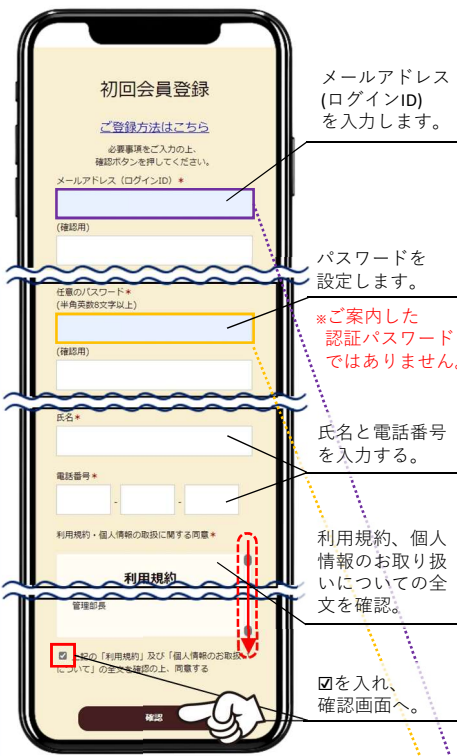 初回会員登録
ご登録方法はこちら
必要事項をご入力の上、
確認ボタンを押してください。
メールアドレス（ログインID）*
(確認用)
任意のパスワード*
(半角英数8文字以上)
(確認用)
氏名*
電話番号*
- -
利用規約・個人情報の取扱に関する同意*
利用規約
管理部長
☑上記の「利用規約」及び「個人情報のお取扱
について」の全文を確認の上、同意する
確認
メールアドレス
(ログインID)
を入力します。
パスワードを
設定します。
※ご案内した
認証パスワード
ではありません。
氏名と電話番号
を入力する。
利用規約、個人
情報のお取り扱
いについての全
文を確認。
☑を入れ、
確認画面へ。